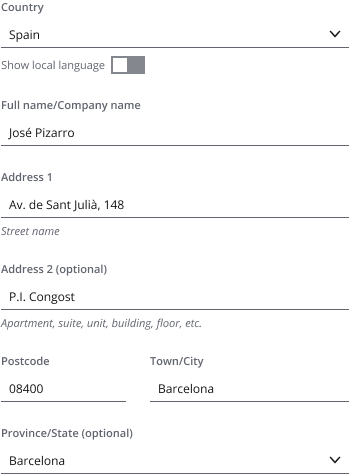 Country
Spain
Show local language
Full name/Company name
José Pizarro
Address 1
Av. de Sant Julià, 148
Street name
Address 2 (optional)
P.I. Congost
Apartment, suite, unit, building, floor, etc.
Postcode
Town/City
08400
Barcelona
Province/State (optional)
Barcelona